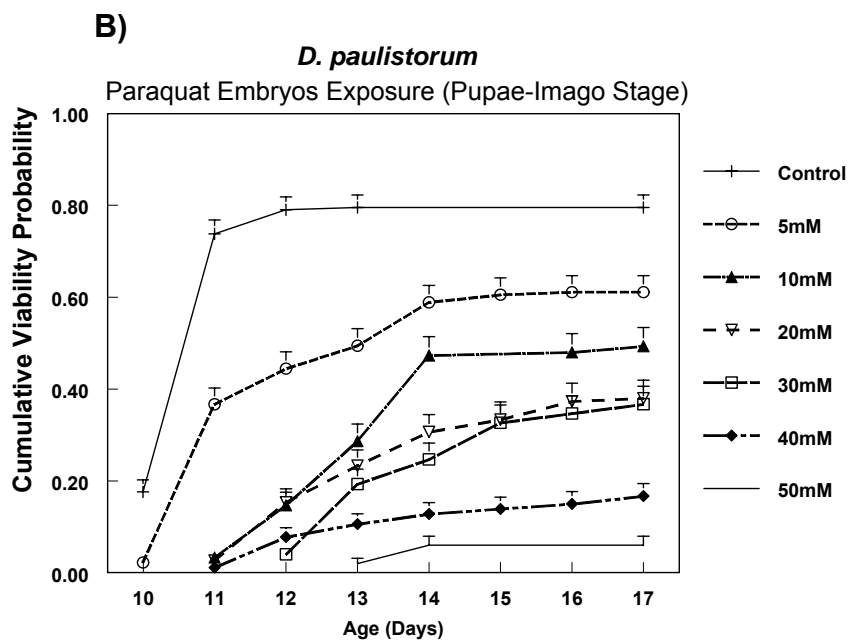 B)
D. paulistorum
Paraquat Embryos Exposure (Pupae-Imago Stage)
Cumulative Viability Probability
1.00
0.80
0.60
0.40
0.20
0.00
10 11 12 13 14 15 16 17
Age (Days)
Control
5mM
10mM
20mM
30mM
40mM
50mM